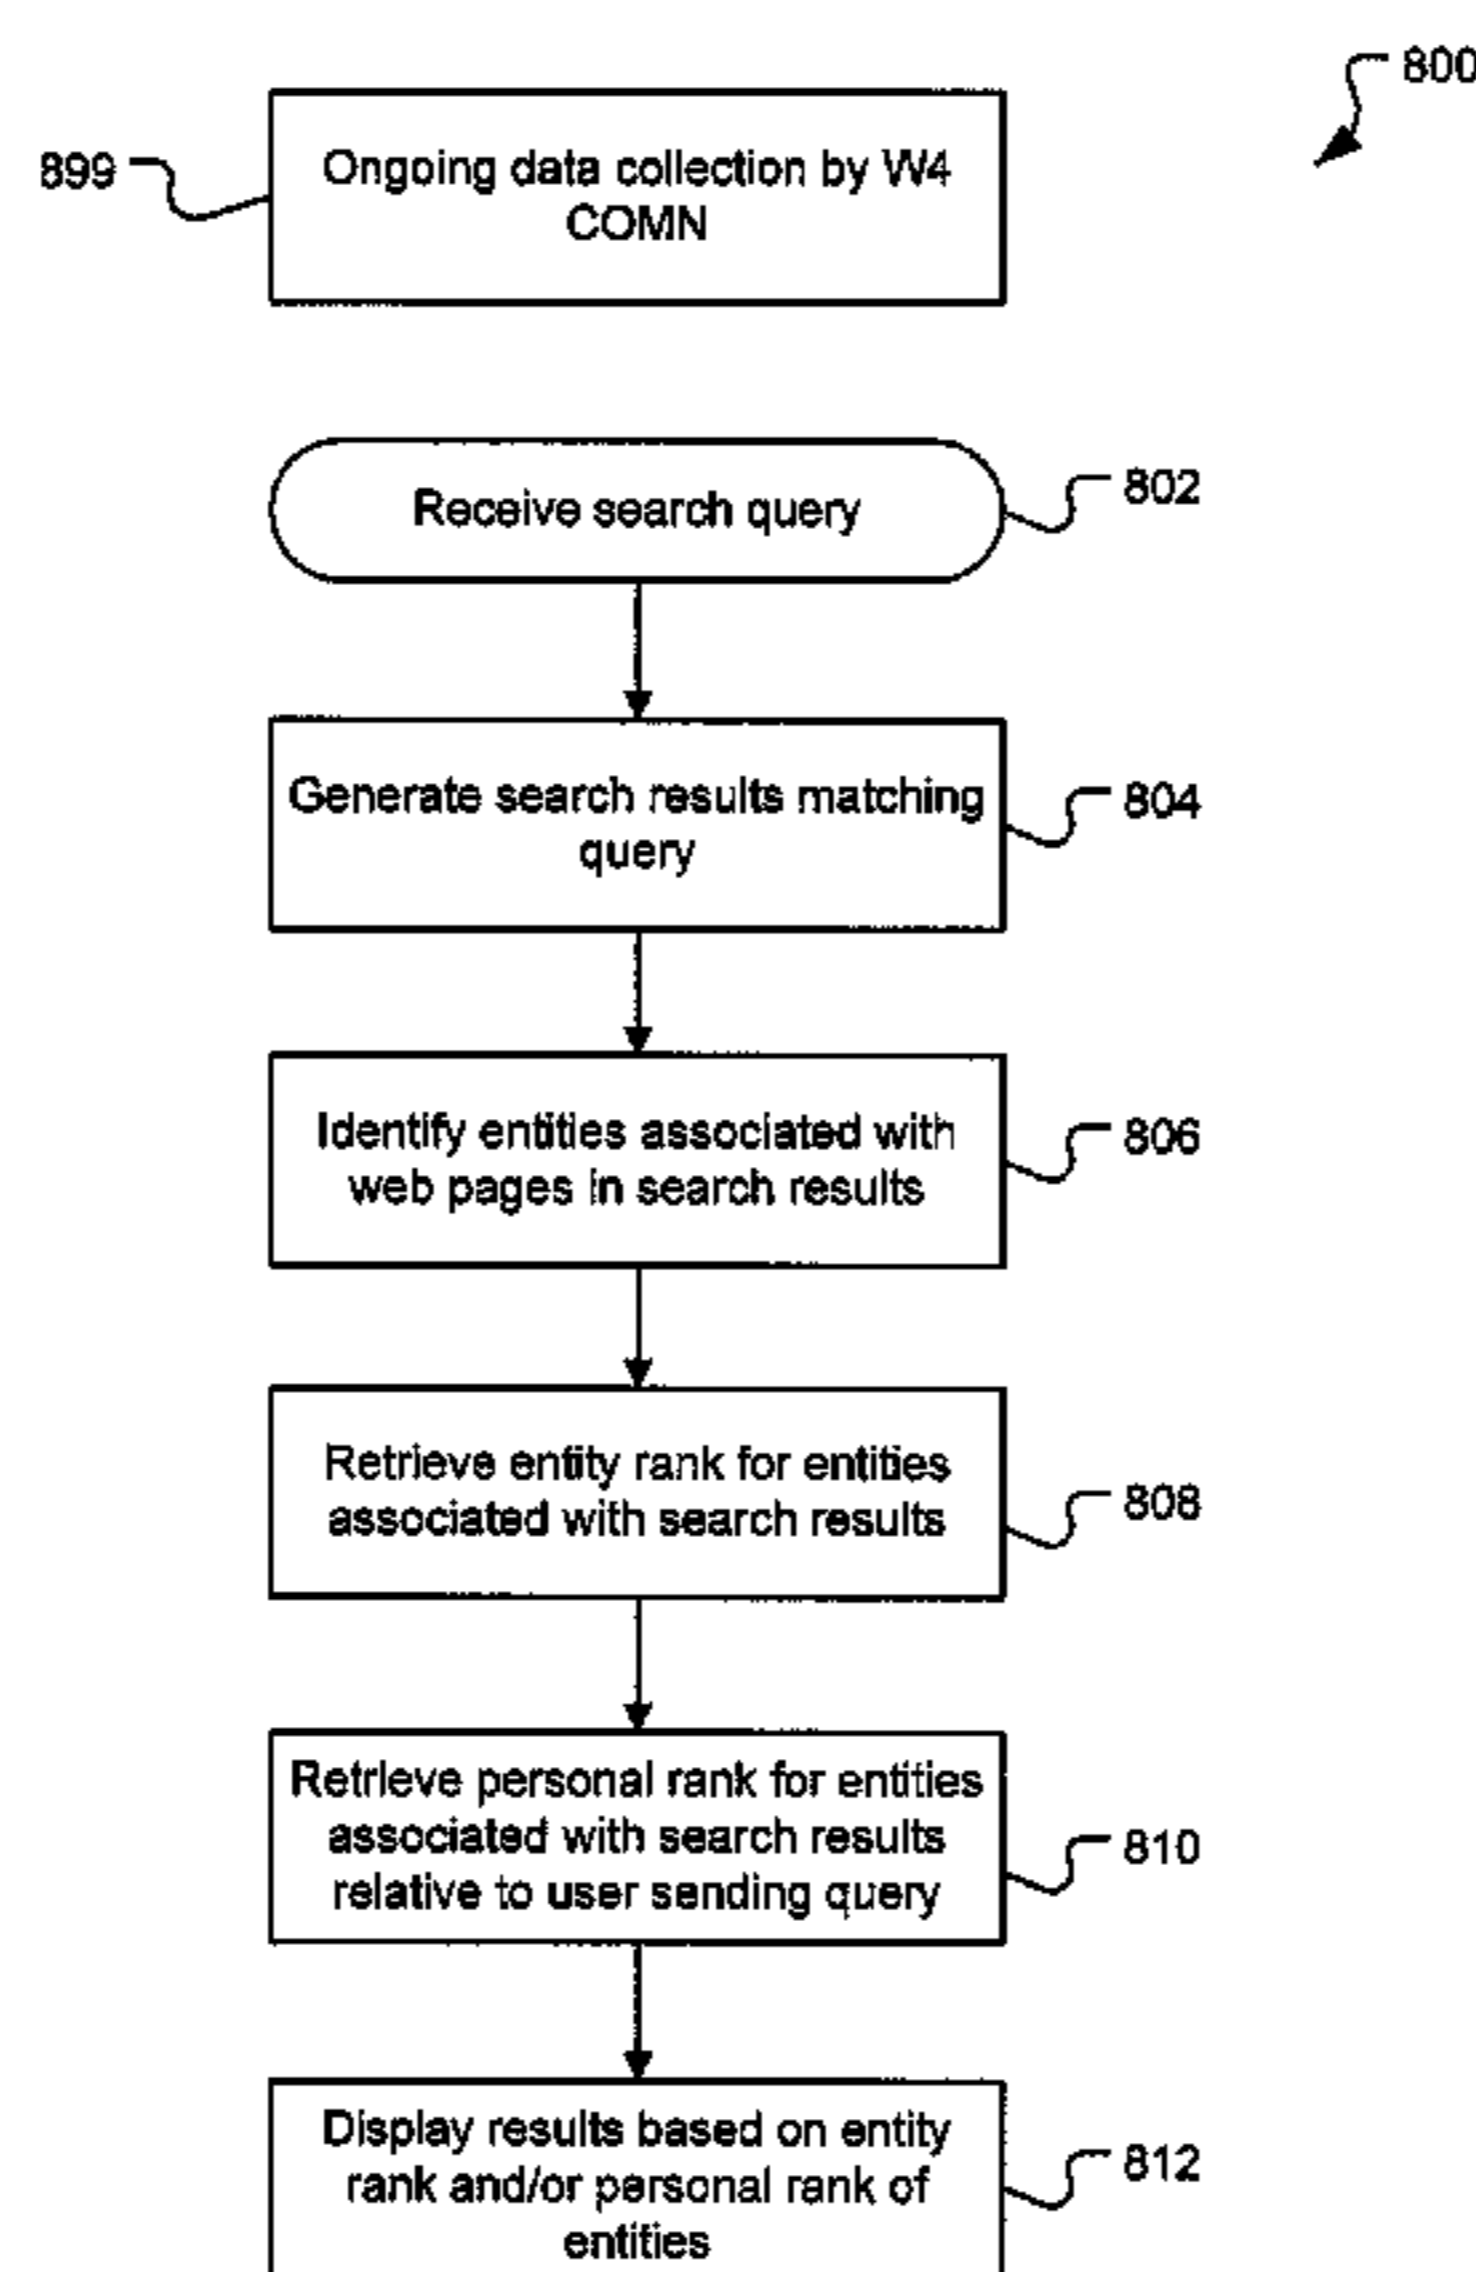 800
899
Ongoing data collection by W4
COMN
Receive search query
802
Generate search results matching
query
804
Identify entities associated with
web pages in search results
806
Retrieve entity rank for entities
associated with search results
808
Retrieve personal rank for entities
associated with search results
relative to user sending query
810
Display results based on entity
rank and/or personal rank of
entities
812